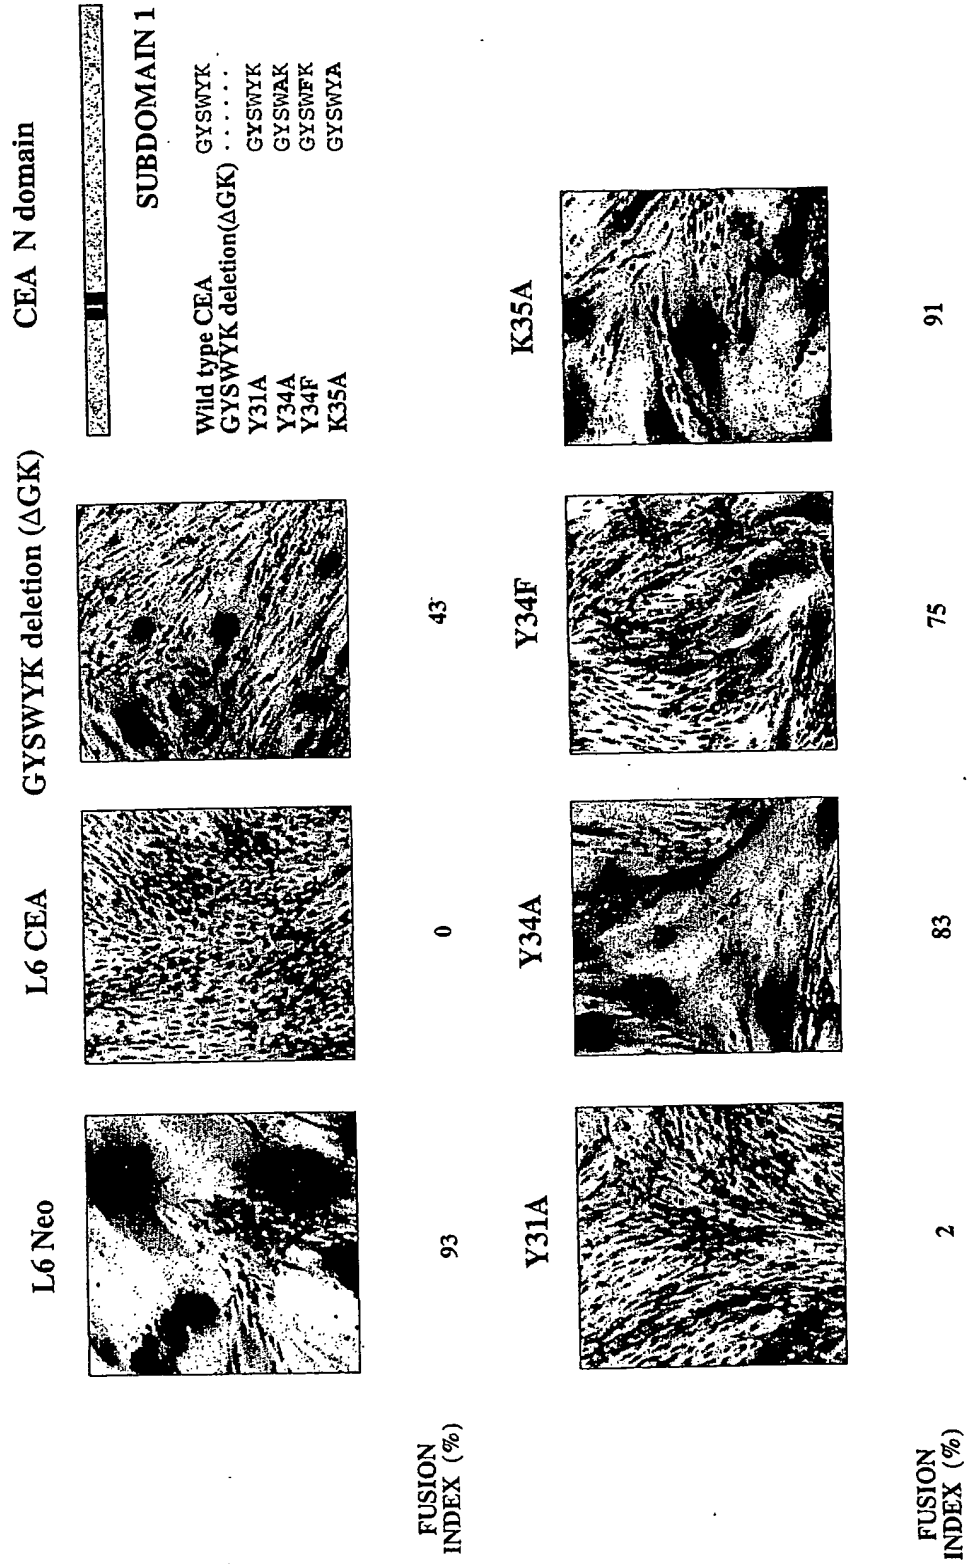 L6 Neo
L6 CEA
GYSWYK deletion (ΔGK)
CEA N domain
1
SUBDOMAIN 1
Wild type CEA GYSWYK
GYSWYK deletion(ΔGK) ......
Y31A GYSWYK
Y34A GYSWAK
Y34F GYSWFK
K35A GYSWYA
FUSION
INDEX (%)
93
0
43
Y31A
Y34A
Y34F
K35A
FUSION
INDEX (%)
2
83
75
91